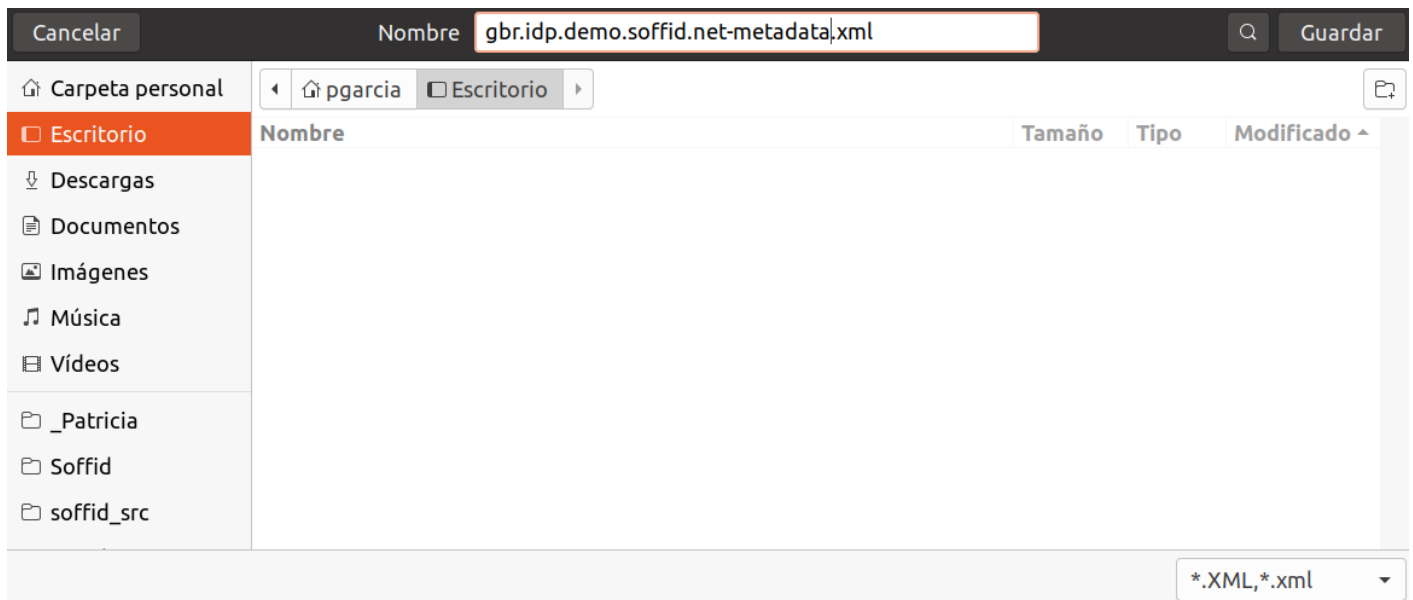 Cancelar Nombre gbr.idp.demo.soffid.net-metadata.xml Guardar
Carpeta personal pgarcia Escritorio
Escritorio Nombre Tamaño Tipo Modificado
Descargas
Documentos
Imágenes
Música
Vídeos
_Patricia
Soffid
soffid_src
*.XML,*.xml